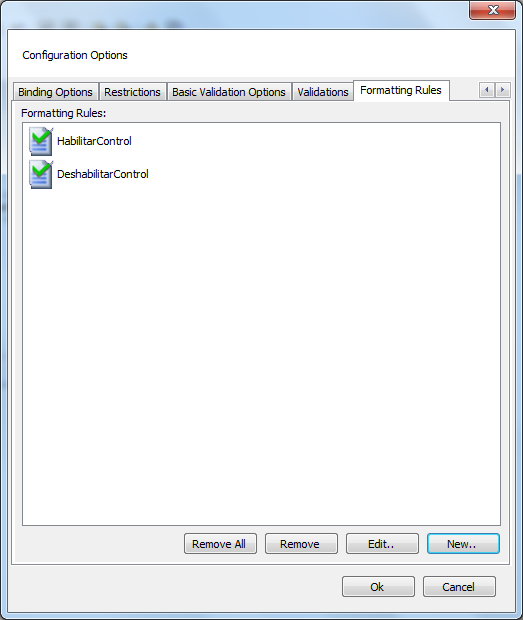 Configuration Options
Binding Options Restrictions Basic Validation Options Validations Formatting Rules
Formatting Rules:
HabilitarControl
DeshabilitarControl
Remove All Remove Edit.. New..
Ok Cancel